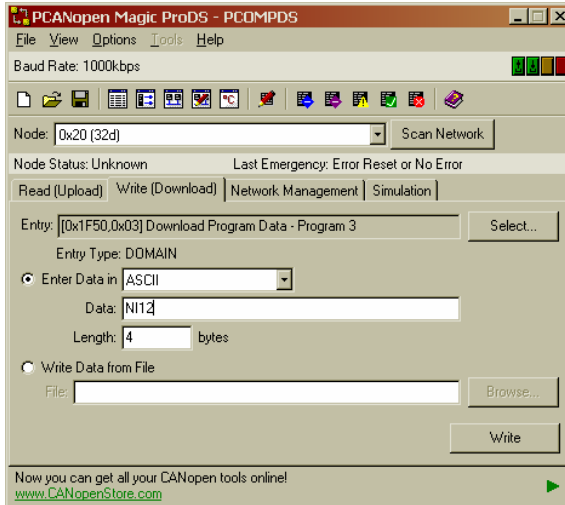 PCANopen Magic ProDS - PCOMPDS
File View Options Tools Help
Baud Rate: 1000kbps
Node: 0x20 (32d) Scan Network
Node Status: Unknown Last Emergency: Error Reset or No Error
Read (Upload) Write (Download) Network Management Simulation
Entry: [0x1F50,0x03] Download Program Data - Program 3 Select...
Entry Type: DOMAIN
Enter Data in ASCII
Data: NI12
Length: 4 bytes
Write Data from File
File: Browse...
Write
Now you can get all your CANopen tools online!
www.CANopenStore.com